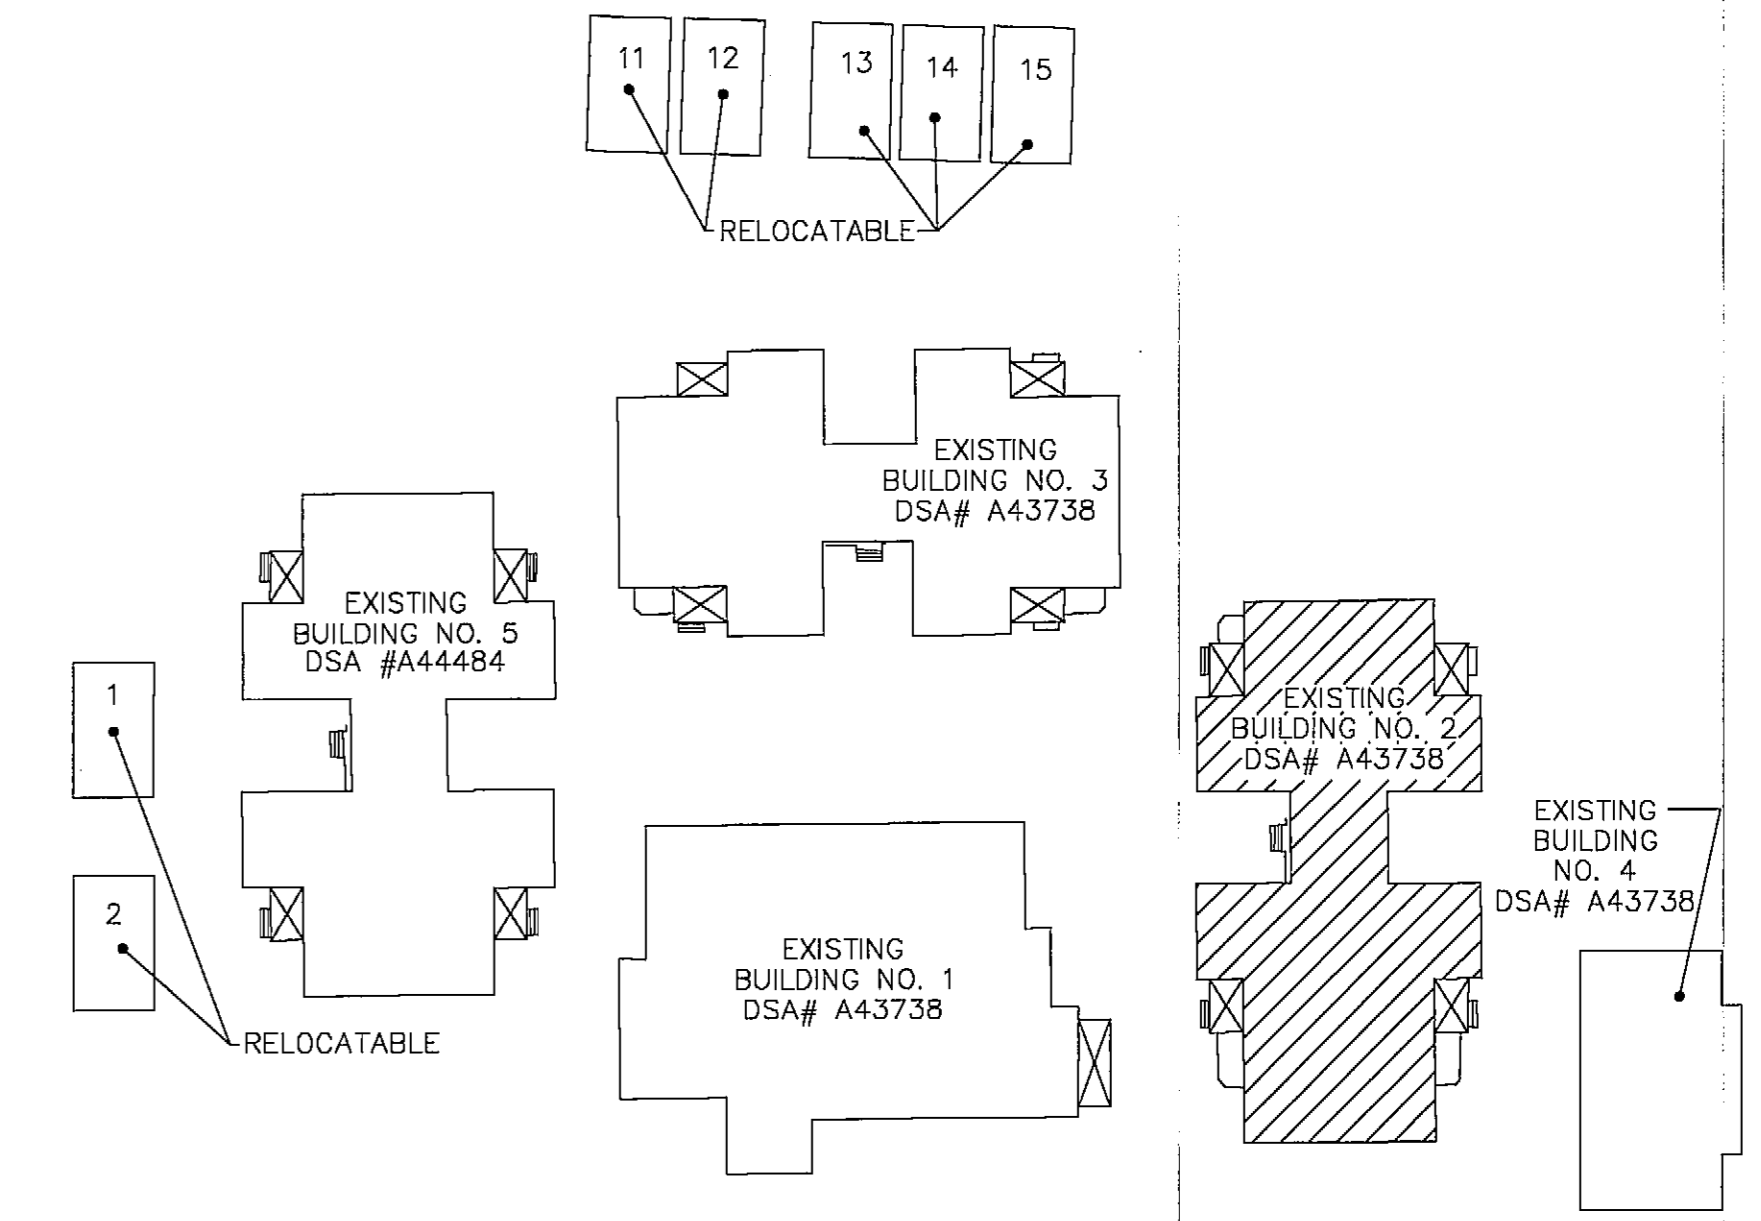 11
12
13
14
15
RELOCATABLE
EXISTING
BUILDING NO. 3
DSA# A43738
EXISTING
BUILDING NO. 5
DSA #A44484
1
2
RELOCATABLE
EXISTING
BUILDING NO. 1
DSA# A43738
EXISTING
BUILDING NO. 2
DSA# A43738
EXISTING
BUILDING
NO. 4
DSA# A43738